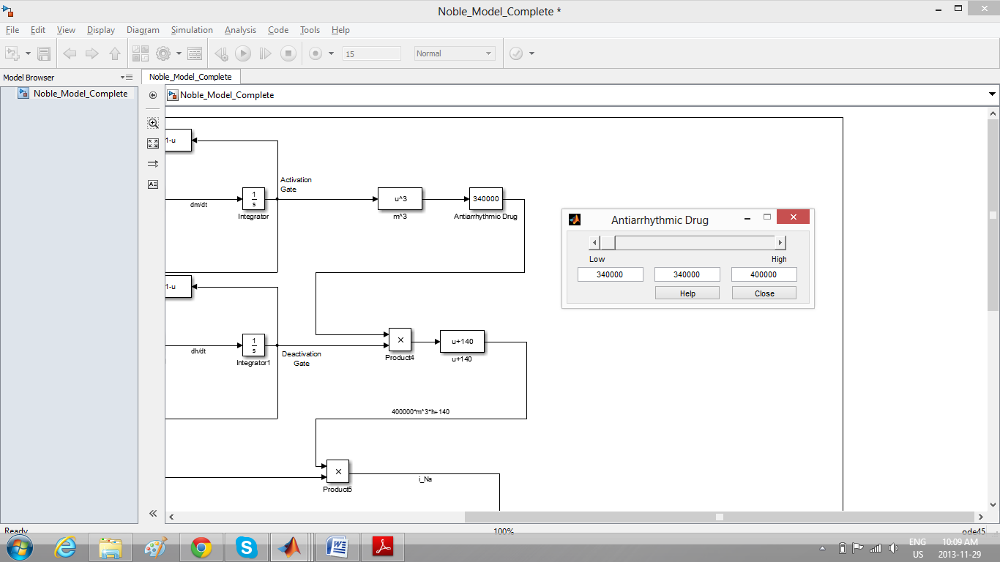 Noble_Model_Complete *
File Edit View Display Diagram Simulation Analysis Code Tools Help
15 Normal
Model Browser
Noble_Model_Complete
Noble_Model_Complete
Noble_Model_Complete
1-u
Activation
Gate
dm/dt
1
s
Integrator
u^3
m^3
340000
Antiarrhythmic Drug
Antiarrhythmic Drug
Low High
340000 340000 400000
Help Close
1-u
dh/dt
1
s
Integrator1
Deactivation
Gate
×
Product4
u+140
u+140
400000*m^3*h+140
×
Product5
i_Na
Ready 100% ode45
ENG
US
10:09 AM
2013-11-29